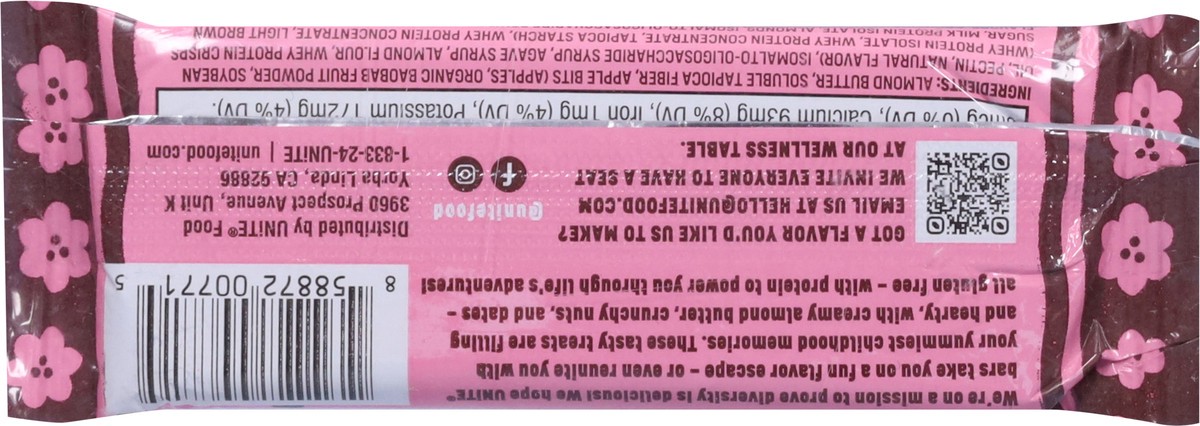 We're on a mission to prove diversity is delicious! We hope UNITE®
bars take you on a fun flavor escape – or even reunite you with
your yummiest childhood memories. These tasty treats are filling
and hearty, with creamy almond butter, crunchy nuts, and dates –
all gluten free – with protein to power you through life's adventures!
GOT A FLAVOR YOU'D LIKE US TO MAKE?
EMAIL US AT HELLO@UNITEFOOD.COM
WE INVITE EVERYONE TO HAVE A SEAT
AT OUR WELLNESS TABLE.
@unitefood
8 58872 00771 5
Distributed by UNiTE® Food
3960 Prospect Avenue, Unit K
Yorba Linda, CA 92886
1-833-24-UNiTE | unitefood.com
(0% DV), Calcium 93mg (8% DV), Iron 1mg (4% DV), Potassium 172mg (4% DV).
INGREDIENTS: ALMOND BUTTER, SOLUBLE TAPIOCA FIBER, APPLE BITS (APPLES, ORGANIC BAOBAB FRUIT POWDER, SOYBEAN
OIL, PECTIN, NATURAL FLAVOR), ISOMALTO-OLIGOSACCHARIDE SYRUP, AGAVE SYRUP, ALMOND FLOUR, WHEY PROTEIN CRISPS
(WHEY PROTEIN ISOLATE, WHEY PROTEIN CONCENTRATE, TAPIOCA STARCH), WHEY PROTEIN CONCENTRATE, LIGHT BROWN
SUGAR, MILK PROTEIN ISOLATE